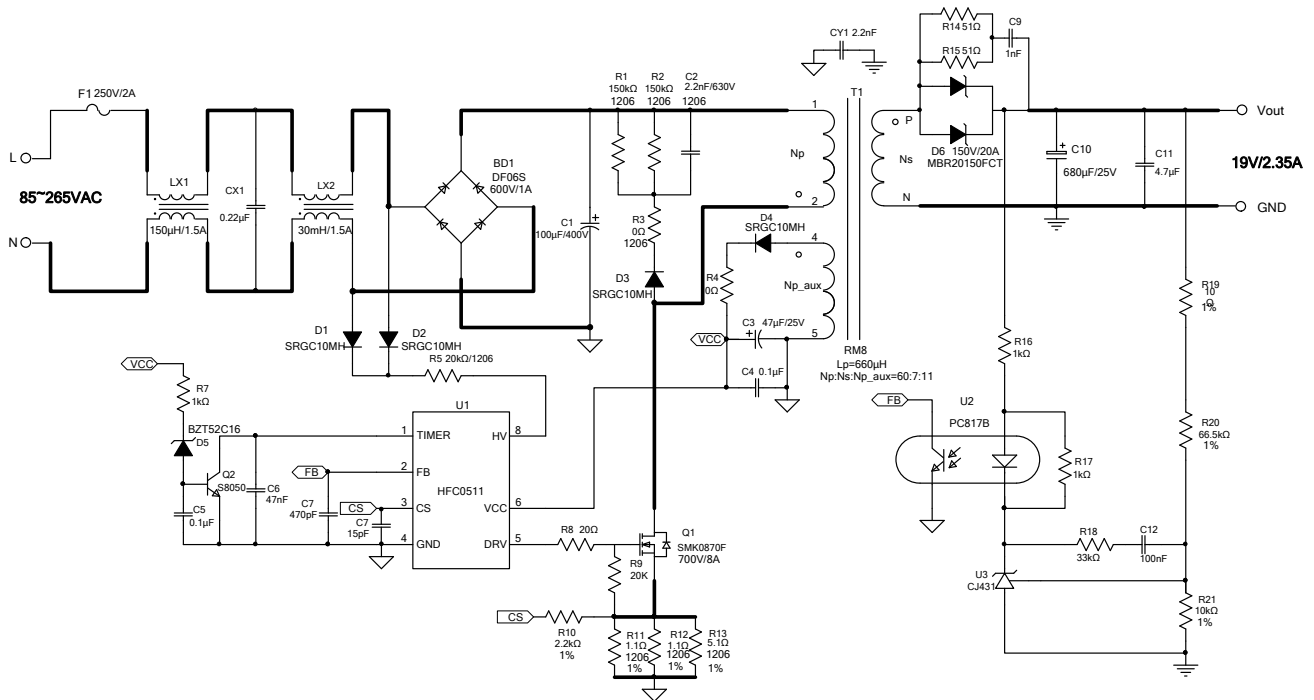 F1 250V/2A
L
85~265VAC
N
LX1
150µH/1.5A
CX1
0.22µF
LX2
30mH/1.5A
BD1
DF06S
600V/1A
C1
100µF/400V
R1
150kΩ
1206
R2
150kΩ
1206
C2
2.2nF/630V
1206
R3
0Ω
1206
D3
SRGC10MH
CY1 2.2nF
T1
1
Np
2
4
Np_aux
5
P
Ns
N
RM8
Lp=660µH
Np:Ns:Np_aux=60:7:11
D4
SRGC10MH
R4
0Ω
VCC
C3 47µF/25V
C4 0.1µF
R14 51Ω
R15 51Ω
C9
1nF
D6 150V/20A
MBR20150FCT
C10
680µF/25V
C11
4.7µF
Vout
19V/2.35A
GND
D1
SRGC10MH
D2
SRGC10MH
R5 20kΩ/1206
VCC
R7
1kΩ
BZT52C16
D5
Q2
S8050
C5
0.1µF
C6
47nF
FB
C7
470pF
CS
C7
15pF
U1
1 TIMER
2 FB
3 CS
4 GND
HFC0511
HV 8
VCC 6
DRV 5
R8 20Ω
R9
20K
Q1
SMK0870F
700V/8A
CS
R10
2.2kΩ
1%
R11
1.1Ω
1206
1%
R12
1.1Ω
1206
1%
R13
5.1Ω
1206
1%
FB
U2
PC817B
R16
1kΩ
R17
1kΩ
R18
33kΩ
C12
100nF
U3
CJ431
R19
10
Ω
1%
R20
66.5kΩ
1%
R21
10kΩ
1%